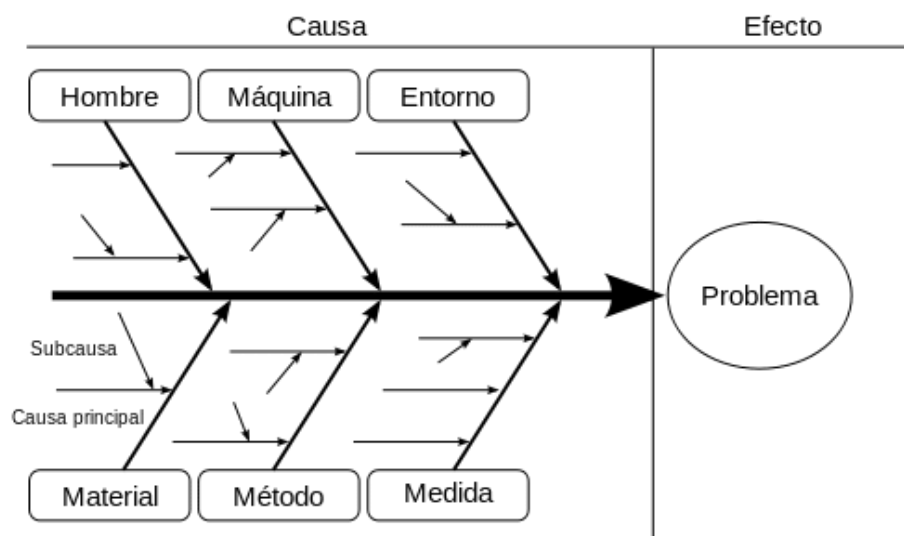 Causa
Efecto
Hombre
Máquina
Entorno
Problema
Subcausa
Causa principal
Material
Método
Medida